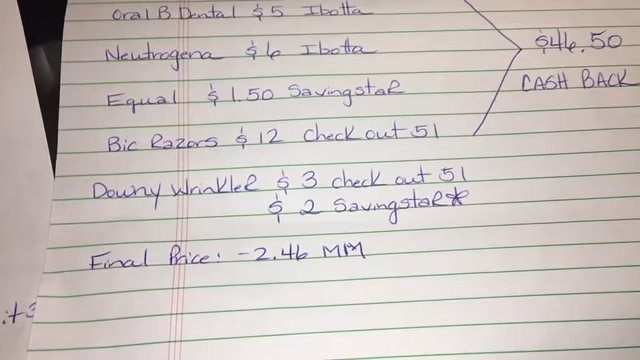 Oral B Dental $5 Ibotta
Neutrogena $6 Ibotta
$46.50
CASH BACK
Equal $1.50 Savingstar
Bic Razors $12 Check out 51
Downy Wrinkler $3 check out 51
$2 Savingstar*
Final Price: -2.46 MM